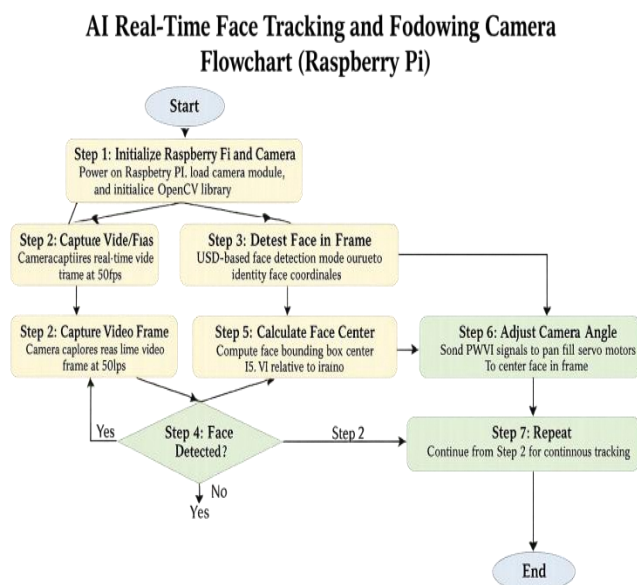 AI Real-Time Face Tracking and Fodowing Camera
Flowchart (Raspberry Pi)
Start
Step 1: Initialize Raspberry Fi and Camera
Power on Raspbetry PI. load camera module,
and initialice OpenCV library
Step 2: Capture Vide/Fıas
Cameracaptiires real-time vide
trame at 50fps
Step 3: Detest Face in Frame
USD-based face detection mode ourueto
identity face coordinales
Step 2: Capture Video Frame
Camera caplores reas lime video
frame at 50lps
Step 5: Calculate Face Center
Compute face bounding box center
I5. VI relative to iraıno
Step 6: Adjust Camera Angle
Sond PWVI signals to pan fill servo motors
To center face in frame
Yes
Step 4: Face
Detected?
Step 2
Step 7: Repeat
Continue from Step 2 for continnous tracking
No
Yes
End